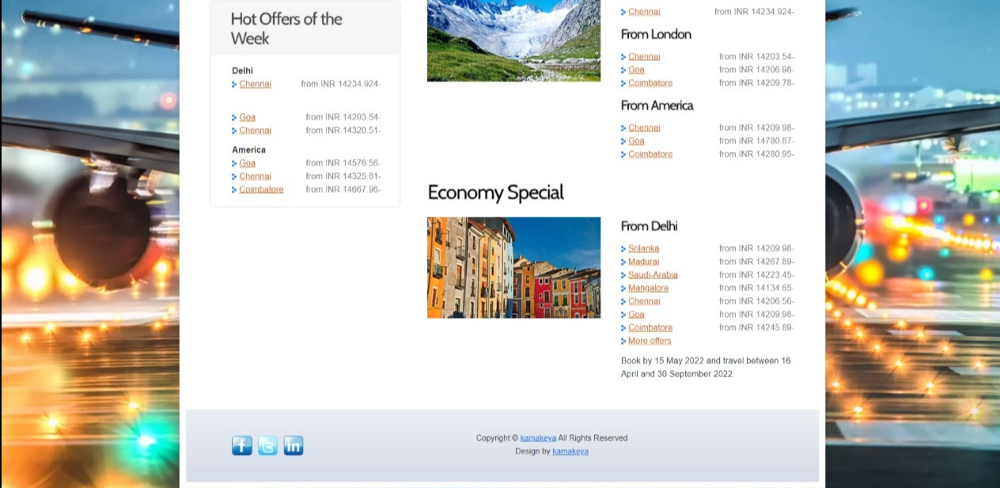 Hot Offers of the
Week
Delhi
Chennai from INR 14234.924-
Goa from INR 14203.54-
Chennai from INR 14320.51-
America
Goa from INR 14576.56-
Chennai from INR 14325.81-
Coimbatore from INR 14667.96-
Chennai from INR 14234.924-
From London
Chennai from INR 14203.54-
Goa from INR 14206.98-
Coimbatore from INR 14209.78-
From America
Chennai from INR 14209.98-
Goa from INR 14780.87-
Coimbatore from INR 14280.95-
Economy Special
From Delhi
Srilanka from INR 14209.98-
Madurai from INR 14267.89-
Saudi-Arabia from INR 14223.45-
Mangalore from INR 14134.65-
Chennai from INR 14206.56-
Goa from INR 14209.98-
Coimbatore from INR 14245.89-
More offers
Book by 15 May 2022 and travel between 16
April and 30 September 2022.
f t in
Copyright © kamakeya All Rights Reserved
Design by kamakeya